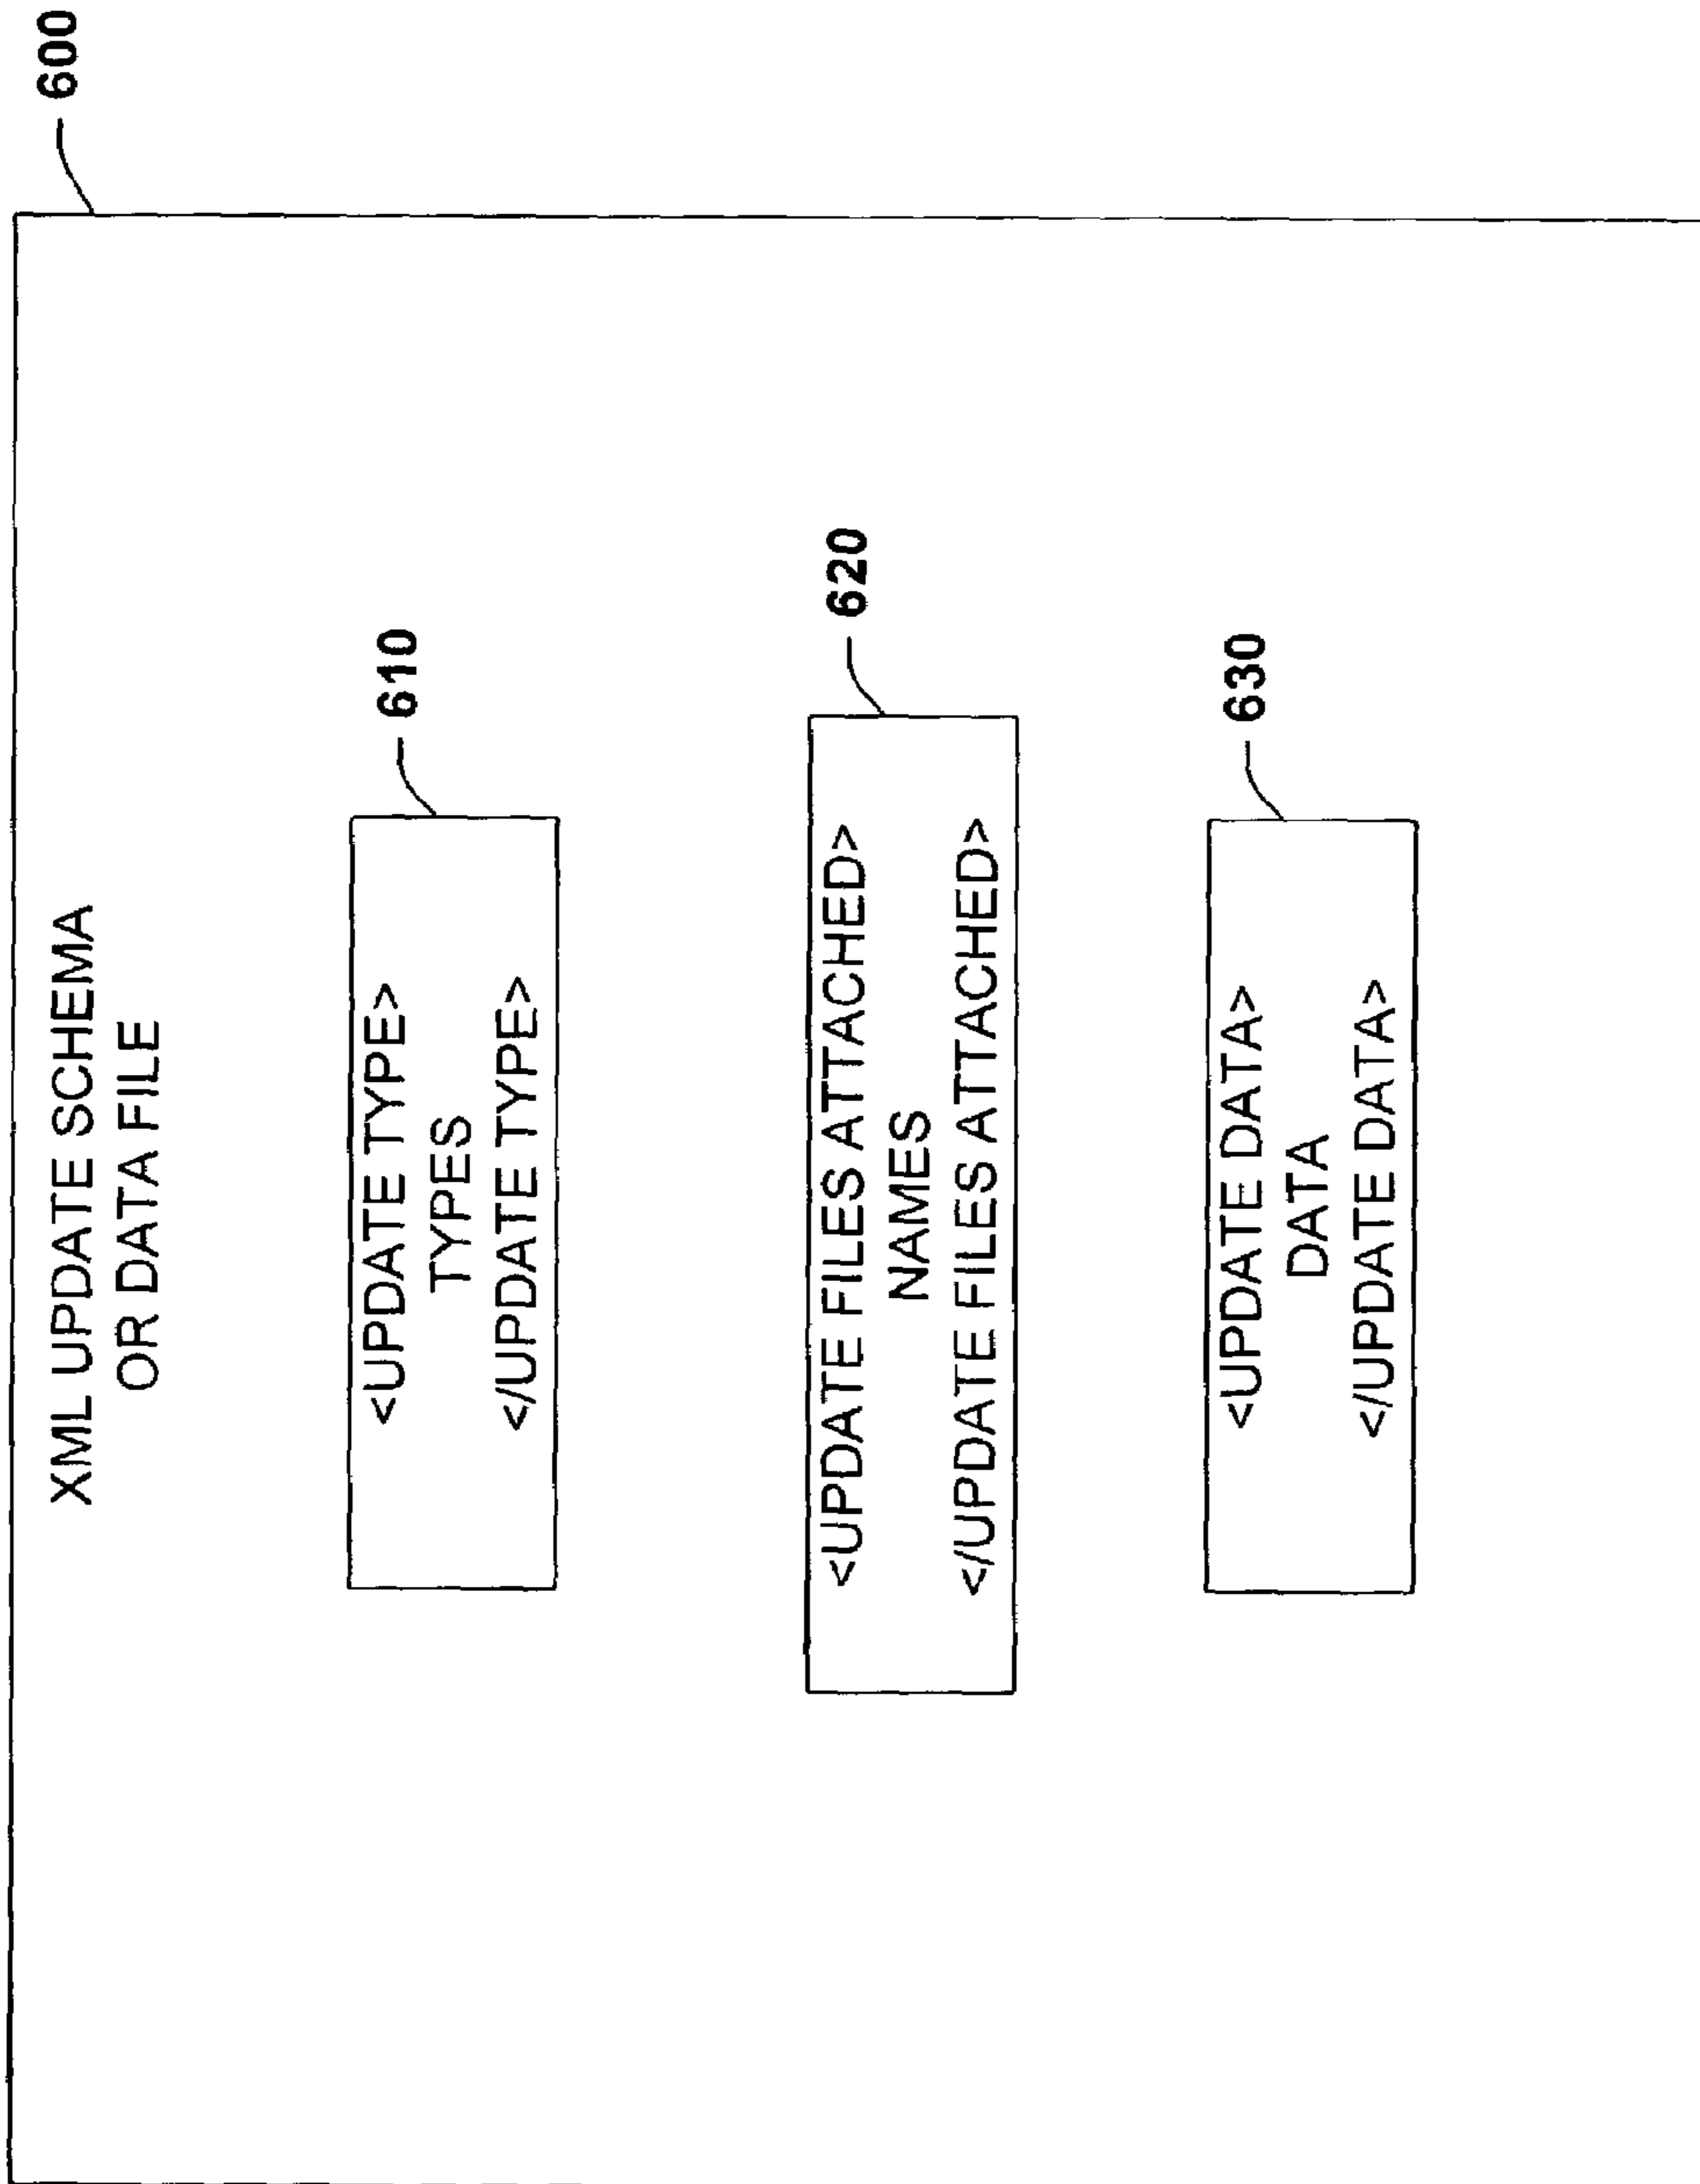 600
XML UPDATE SCHEMA
OR DATA FILE
610
<UPDATE TYPE>
TYPES
</UPDATE TYPE>
620
<UPDATE FILES ATTACHED>
NAMES
</UPDATE FILES ATTACHED>
630
<UPDATE DATA>
DATA
</UPDATE DATA>